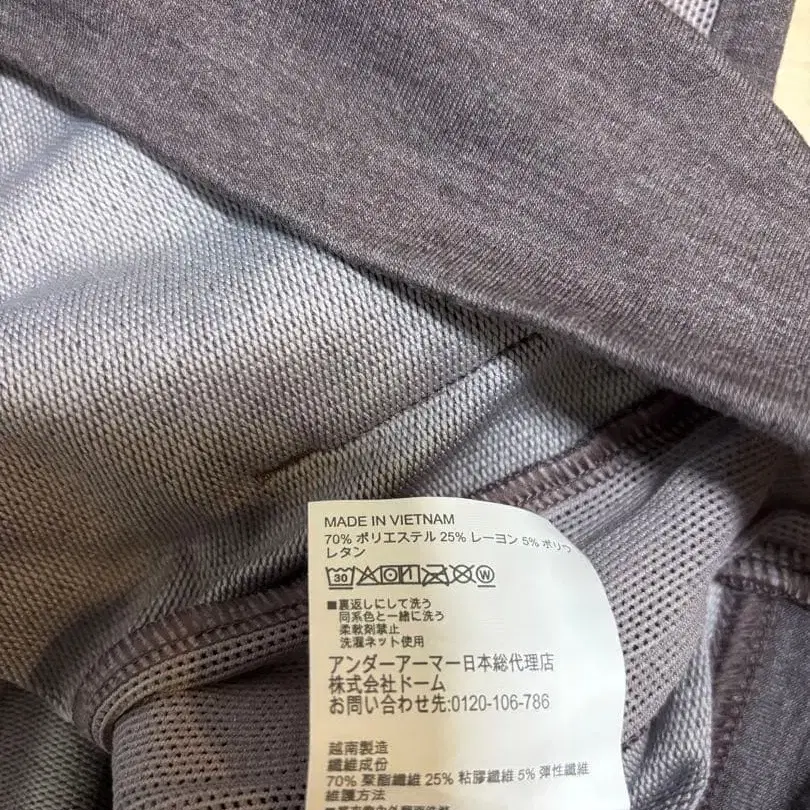 MADE IN VIETNAM
70% ポリエステル 25% レーヨン 5% ポリウ
レタン
30 W
■裏返しにして洗う
同系色と一緒に洗う
柔軟剤禁止
洗濯ネット使用
アンダーアーマー日本総代理店
株式会社ドーム
お問い合わせ先:0120-106-786
越南製造
纖維成份
70% 聚酯纖維 25% 粘膠纖維 5% 彈性纖維
維護方法